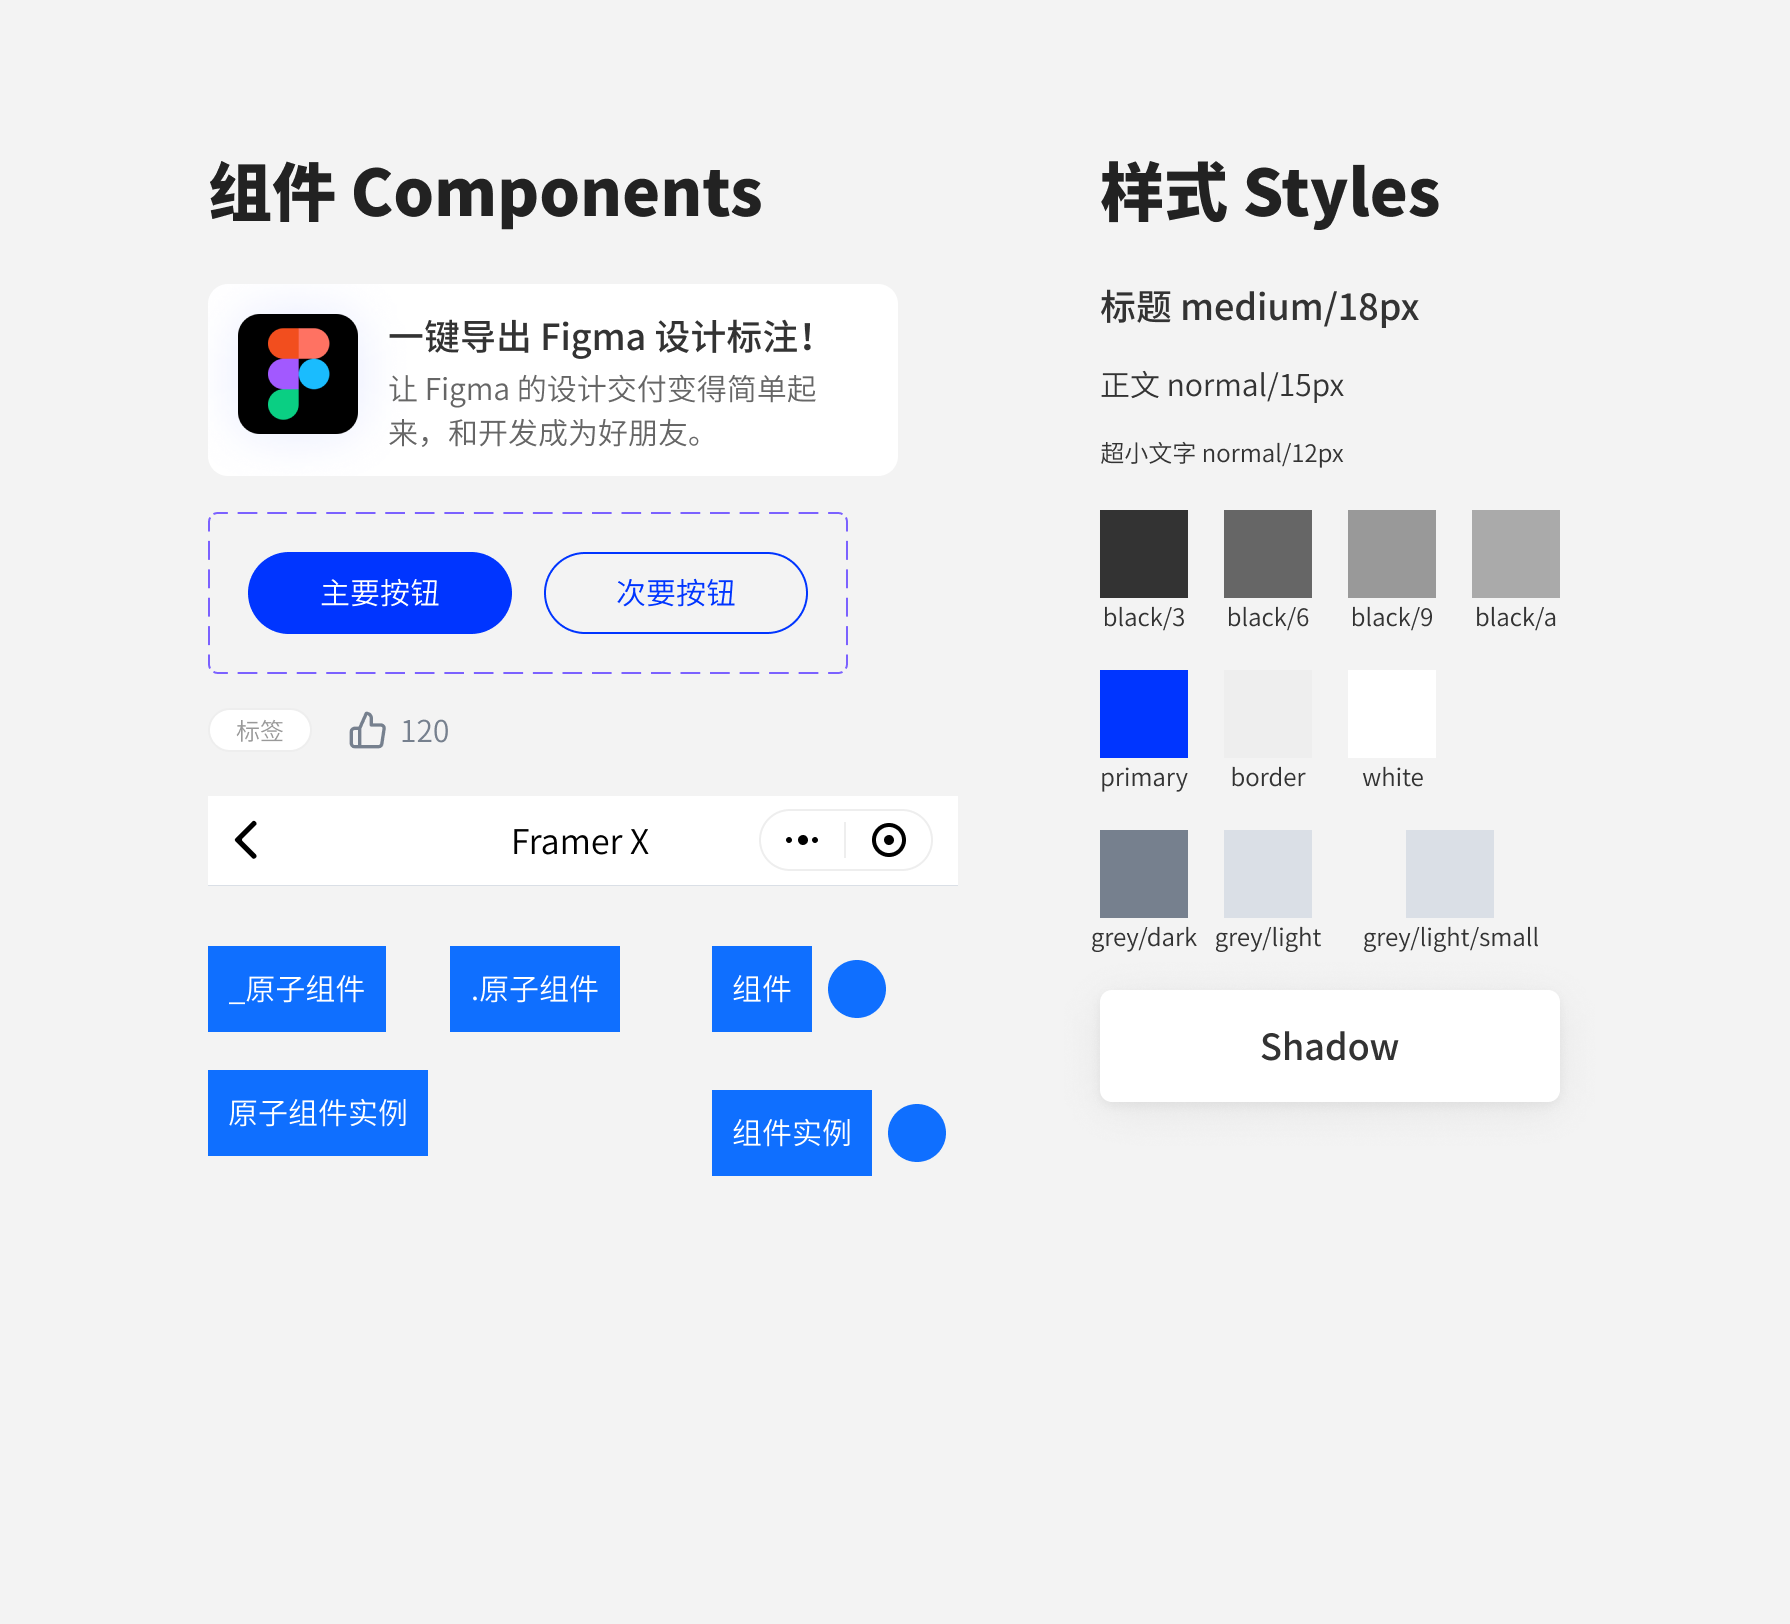 组件 Components
一键导出 Figma 设计标注！
让 Figma 的设计交付变得简单起
来，和开发成为好朋友。
主要按钮
次要按钮
标签
120
Framer X
_原子组件
.原子组件
组件
原子组件实例
组件实例
样式 Styles
标题 medium/18px
正文 normal/15px
超小文字 normal/12px
black/3
black/6
black/9
black/a
primary
border
white
grey/dark
grey/light
grey/light/small
Shadow